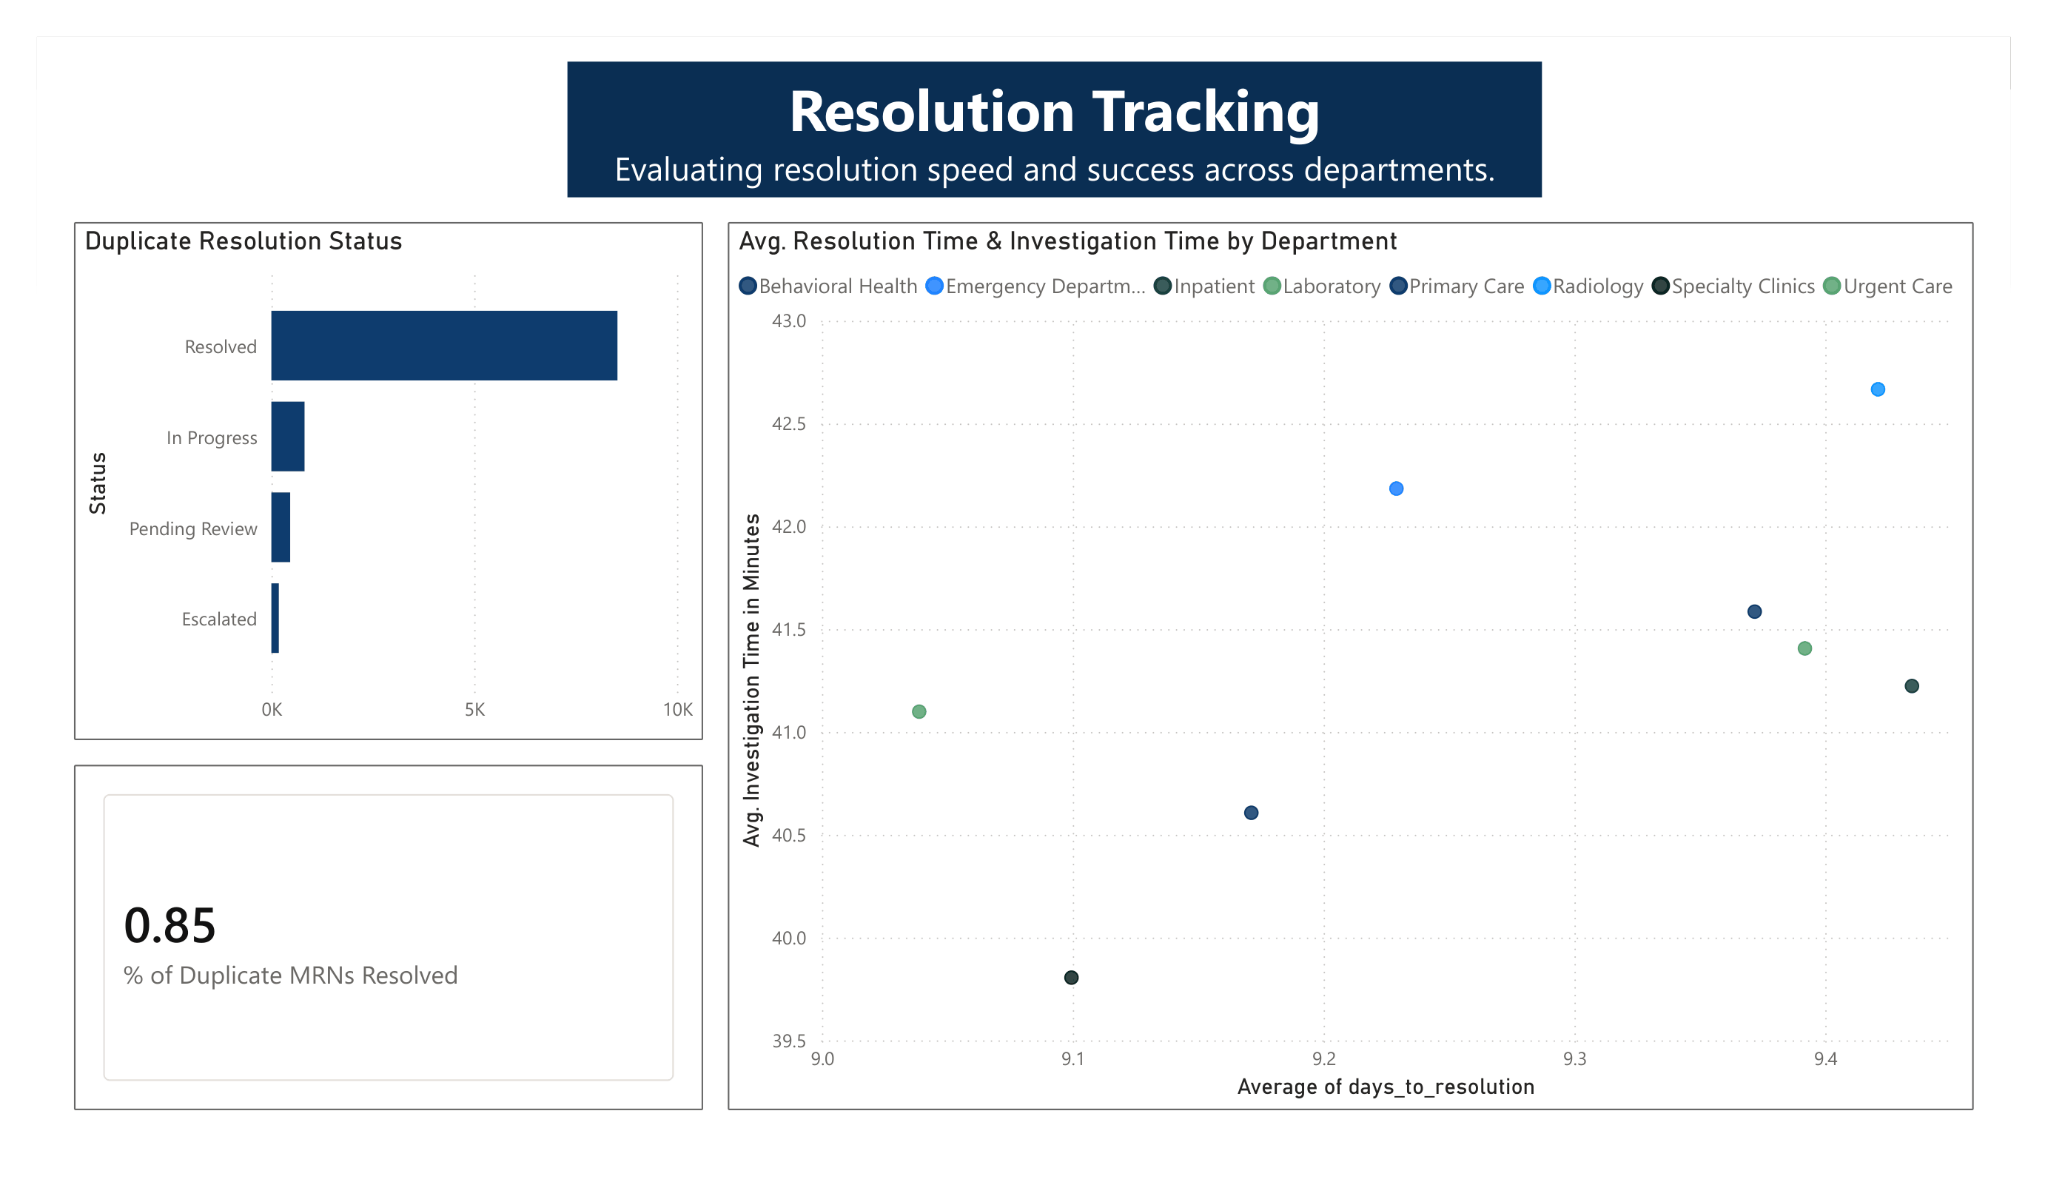 Resolution Tracking
Evaluating resolution speed and success across departments.
Duplicate Resolution Status
Status
Resolved
In Progress
Pending Review
Escalated
0K 5K 10K
0.85
% of Duplicate MRNs Resolved
Avg. Resolution Time & Investigation Time by Department
Behavioral Health Emergency Departm... Inpatient Laboratory Primary Care Radiology Specialty Clinics Urgent Care
Avg. Investigation Time in Minutes
43.0
42.5
42.0
41.5
41.0
40.5
40.0
39.5
9.0 9.1 9.2 9.3 9.4
Average of days_to_resolution